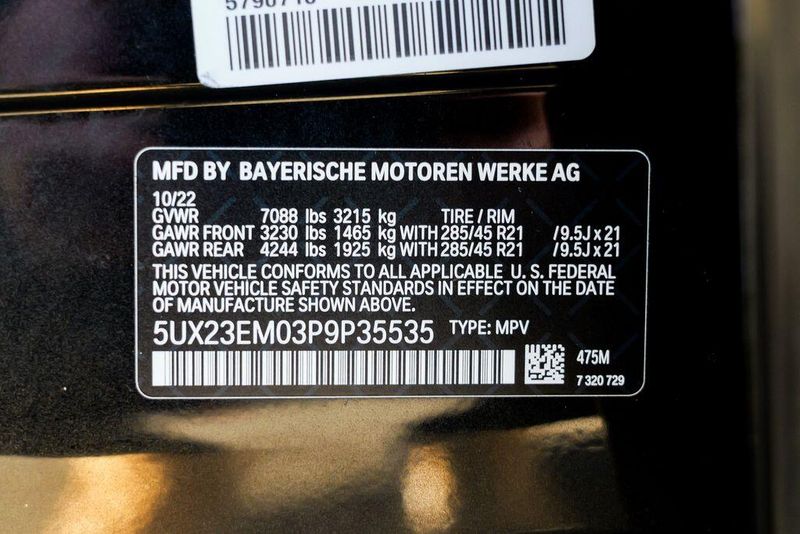 MFD BY BAYERISCHE MOTOREN WERKE AG
10/22
GVWR 7088 lbs 3215 kg TIRE / RIM
GAWR FRONT 3230 lbs 1465 kg WITH 285/45 R21 /9.5J x 21
GAWR REAR 4244 lbs 1925 kg WITH 285/45 R21 /9.5J x 21
THIS VEHICLE CONFORMS TO ALL APPLICABLE U. S. FEDERAL
MOTOR VEHICLE SAFETY STANDARDS IN EFFECT ON THE DATE
OF MANUFACTURE SHOWN ABOVE.
5UX23EM03P9P35535 TYPE: MPV
475M
7 320 729